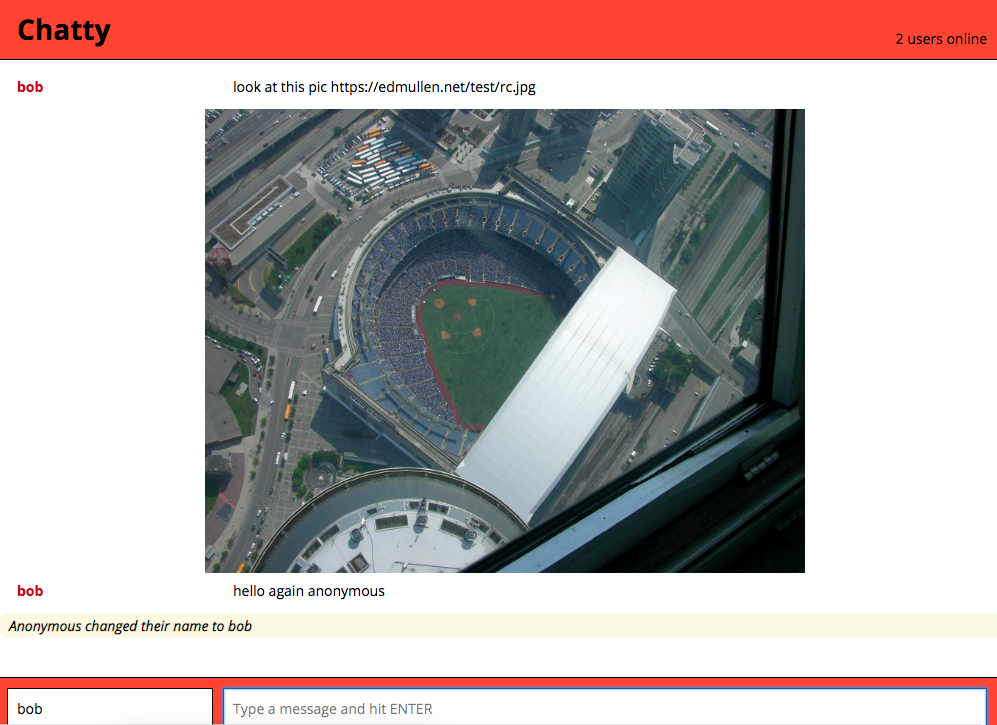 Chatty
2 users online
bob
look at this pic https://edmullen.net/test/rc.jpg
bob
hello again anonymous
Anonymous changed their name to bob
bob
Type a message and hit ENTER